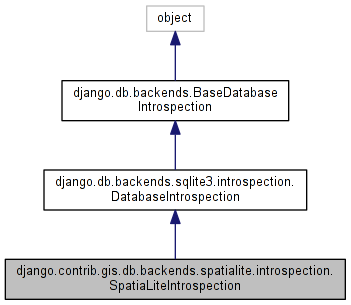 object
django.db.backends.BaseDatabase
Introspection
django.db.backends.sqlite3.introspection.
DatabaseIntrospection
django.contrib.gis.db.backends.spatialite.introspection.
SpatiaLiteIntrospection